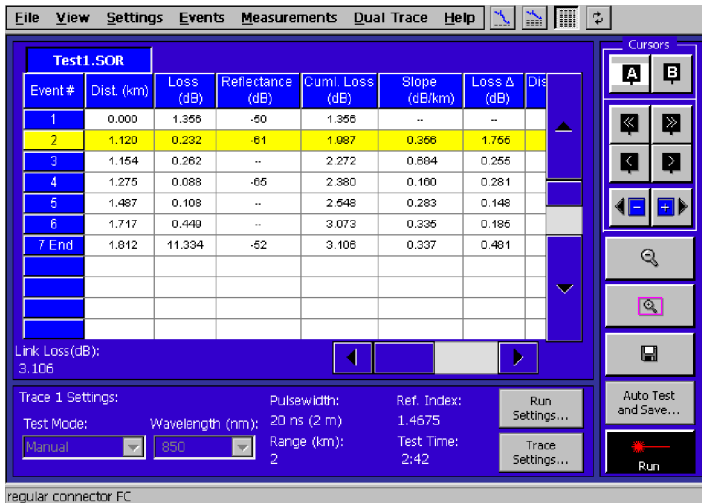 File View Settings Events Measurements Dual Trace Help
Test1.SOR
Event # Dist. (km) Loss (dB) Reflectance (dB) Cuml. Loss (dB) Slope (dB/km) Loss Δ (dB) Dis
1 0.000 1.356 -50 1.356 -- --
2 1.120 0.232 -61 1.987 0.356 1.755
3 1.154 0.262 -- 2.272 0.684 0.255
4 1.275 0.088 -65 2.380 0.160 0.281
5 1.487 0.108 -- 2.548 0.283 0.148
6 1.717 0.449 -- 3.073 0.335 0.185
7 End 1.812 11.334 -52 3.106 0.337 0.481
Link Loss(dB):
3.106
Trace 1 Settings:
Test Mode:
Manual
Wavelength (nm):
850
Pulsewidth:
20 ns (2 m)
Range (km):
2
Ref. Index:
1.4675
Test Time:
2:42
Run
Settings...
Trace
Settings...
Cursors
A B
Auto Test
and Save...
Run
regular connector FC